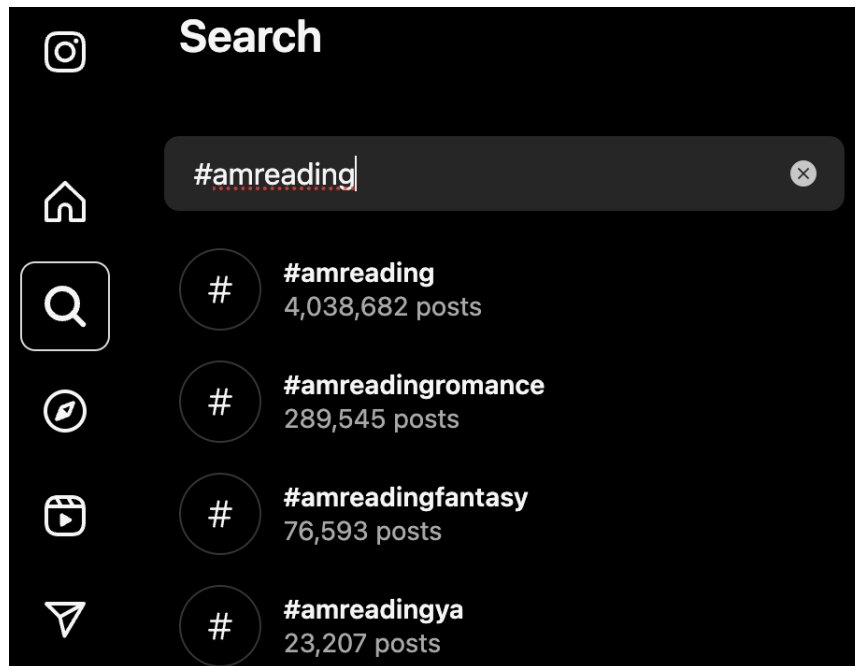 Search
#amreading
#
#amreading
4,038,682 posts
#
#amreadingromance
289,545 posts
#
#amreadingfantasy
76,593 posts
#
#amreadingya
23,207 posts